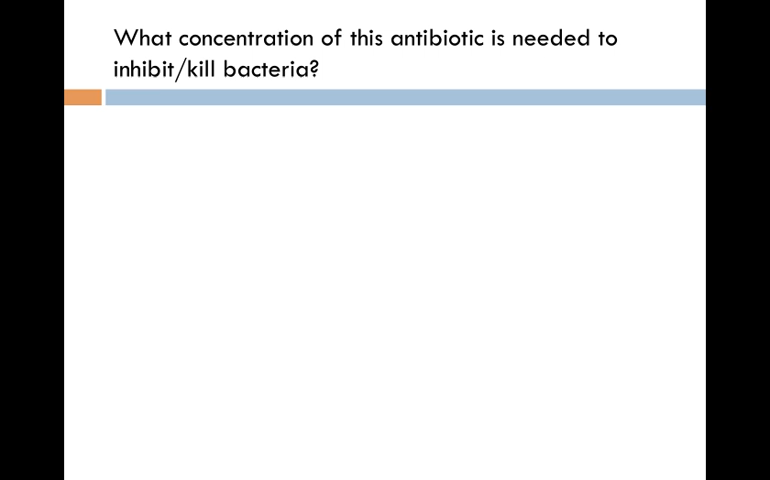 What concentration of this antibiotic is needed to
inhibit/kill bacteria?